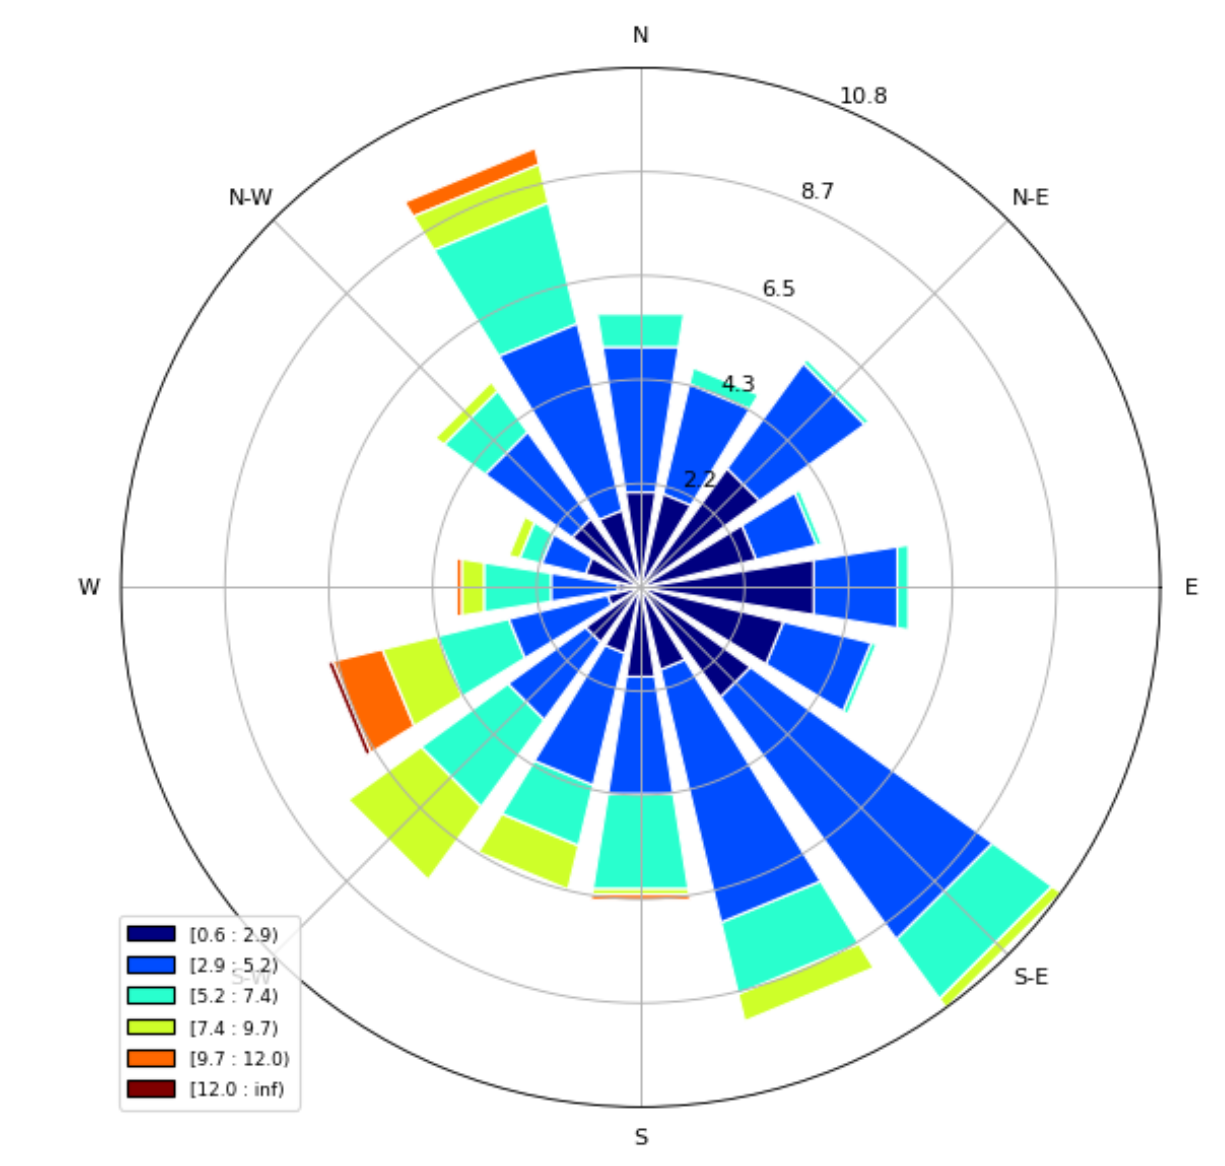 N
10.8
8.7
N-W
N-E
6.5
4.3
2.2
W
E
[0.6 : 2.9)
[2.9 : 5.2)
S-W
S-E
[5.2 : 7.4)
[7.4 : 9.7)
[9.7 : 12.0)
[12.0 : inf)
S